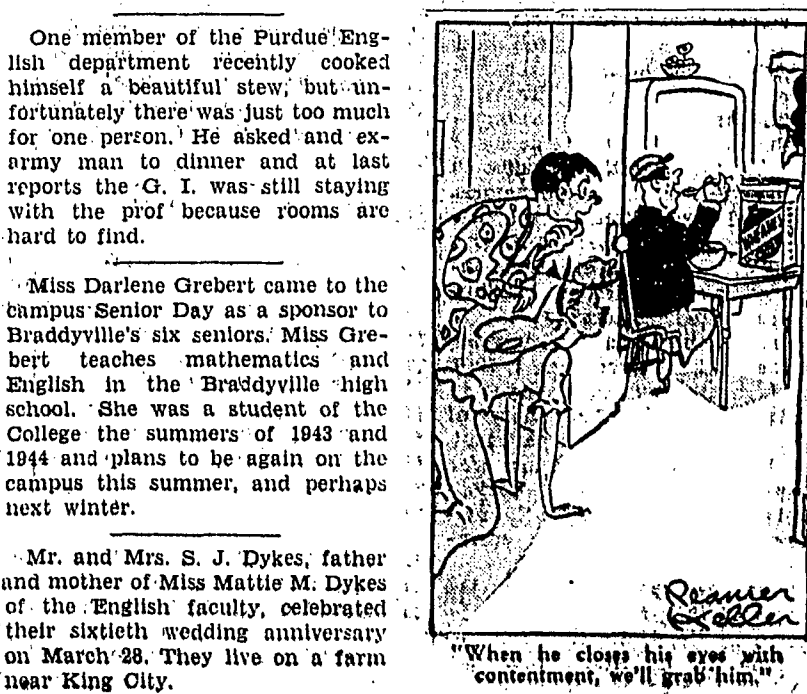 One member of the Purdue Eng-
lish department recently cooked
himself a beautiful stew, but un-
fortunately there was just too much
for one person. He asked and ex-
army man to dinner and at last
reports the G. I. was still staying
with the prof because rooms are
hard to find.
Miss Darlene Grebert came to the
campus Senior Day as a sponsor to
Braddyville's six seniors. Miss Gre-
bert teaches mathematics and
English in the Braddyville high
school. She was a student of the
College the summers of 1943 and
1944 and plans to be again on the
campus this summer, and perhaps
next winter.
Mr. and Mrs. S. J. Dykes, father
and mother of Miss Mattie M. Dykes
of the English faculty, celebrated
their sixtieth wedding anniversary
on March 28. They live on a farm
near King City.
"When he closes his eyes with
contentment, we'll grab him."